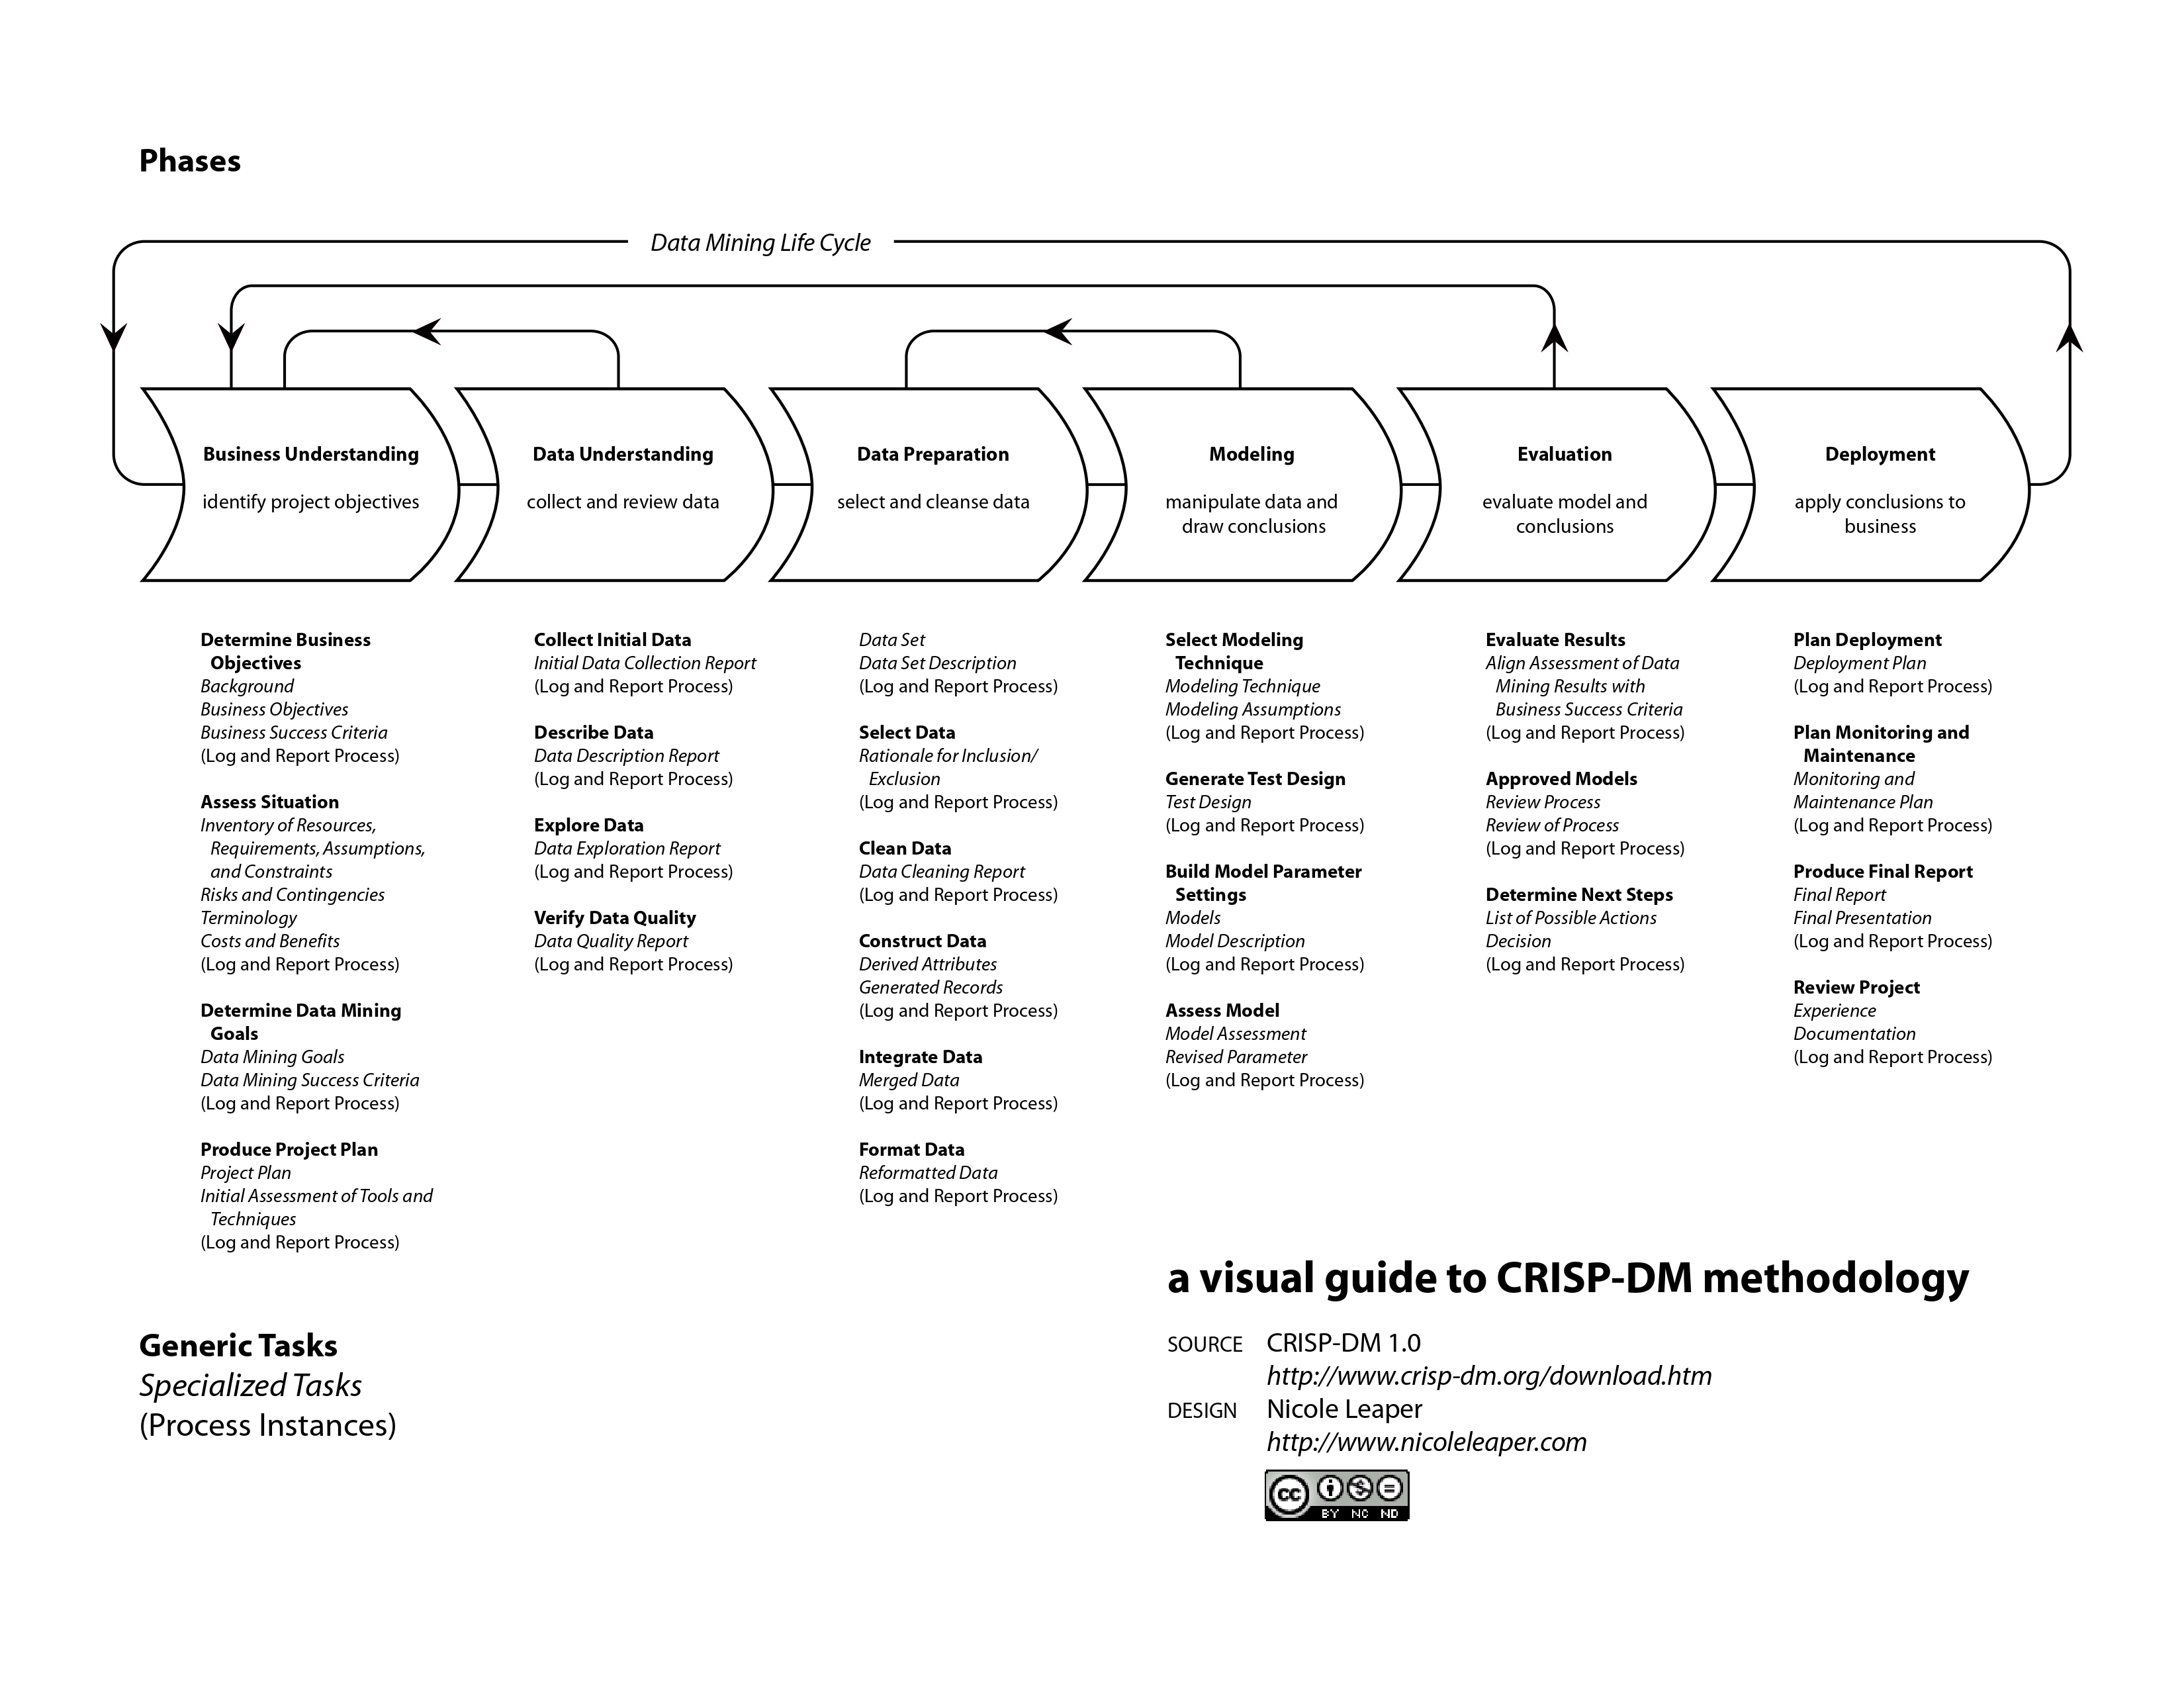 Phases
Data Mining Life Cycle
Business Understanding
identify project objectives
Data Understanding
collect and review data
Data Preparation
select and cleanse data
Modeling
manipulate data and
draw conclusions
Evaluation
evaluate model and
conclusions
Deployment
apply conclusions to
business
Determine Business
Objectives
Background
Business Objectives
Business Success Criteria
(Log and Report Process)
Assess Situation
Inventory of Resources,
Requirements, Assumptions,
and Constraints
Risks and Contingencies
Terminology
Costs and Benefits
(Log and Report Process)
Determine Data Mining
Goals
Data Mining Goals
Data Mining Success Criteria
(Log and Report Process)
Produce Project Plan
Project Plan
Initial Assessment of Tools and
Techniques
(Log and Report Process)
Collect Initial Data
Initial Data Collection Report
(Log and Report Process)
Describe Data
Data Description Report
(Log and Report Process)
Explore Data
Data Exploration Report
(Log and Report Process)
Verify Data Quality
Data Quality Report
(Log and Report Process)
Data Set
Data Set Description
(Log and Report Process)
Select Data
Rationale for Inclusion/
Exclusion
(Log and Report Process)
Clean Data
Data Cleaning Report
(Log and Report Process)
Construct Data
Derived Attributes
Generated Records
(Log and Report Process)
Integrate Data
Merged Data
(Log and Report Process)
Format Data
Reformatted Data
(Log and Report Process)
Select Modeling
Technique
Modeling Technique
Modeling Assumptions
(Log and Report Process)
Generate Test Design
Test Design
(Log and Report Process)
Build Model Parameter
Settings
Models
Model Description
(Log and Report Process)
Assess Model
Model Assessment
Revised Parameter
(Log and Report Process)
Evaluate Results
Align Assessment of Data
Mining Results with
Business Success Criteria
(Log and Report Process)
Approved Models
Review Process
Review of Process
(Log and Report Process)
Determine Next Steps
List of Possible Actions
Decision
(Log and Report Process)
Plan Deployment
Deployment Plan
(Log and Report Process)
Plan Monitoring and
Maintenance
Monitoring and
Maintenance Plan
(Log and Report Process)
Produce Final Report
Final Report
Final Presentation
(Log and Report Process)
Review Project
Experience
Documentation
(Log and Report Process)
Generic Tasks
Specialized Tasks
(Process Instances)
a visual guide to CRISP-DM methodology
SOURCE CRISP-DM 1.0
http://www.crisp-dm.org/download.htm
DESIGN Nicole Leaper
http://www.nicoleleaper.com
cc
BY NC ND